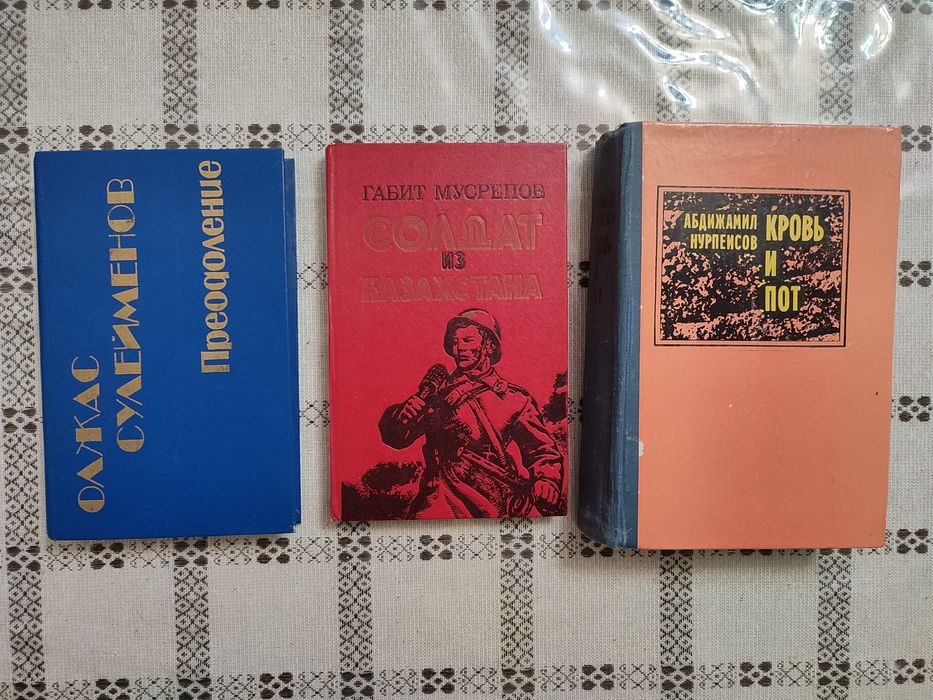 ОЛЖАС
СУЛЕЙМЕНОВ
Преодоление
ГАБИТ МУСРЕПОВ
СОЛДАТ
ИЗ
КАЗАХСТАНА
АБДИЖАМИЛ
НУРПЕИСОВ
КРОВЬ
И
ПОТ